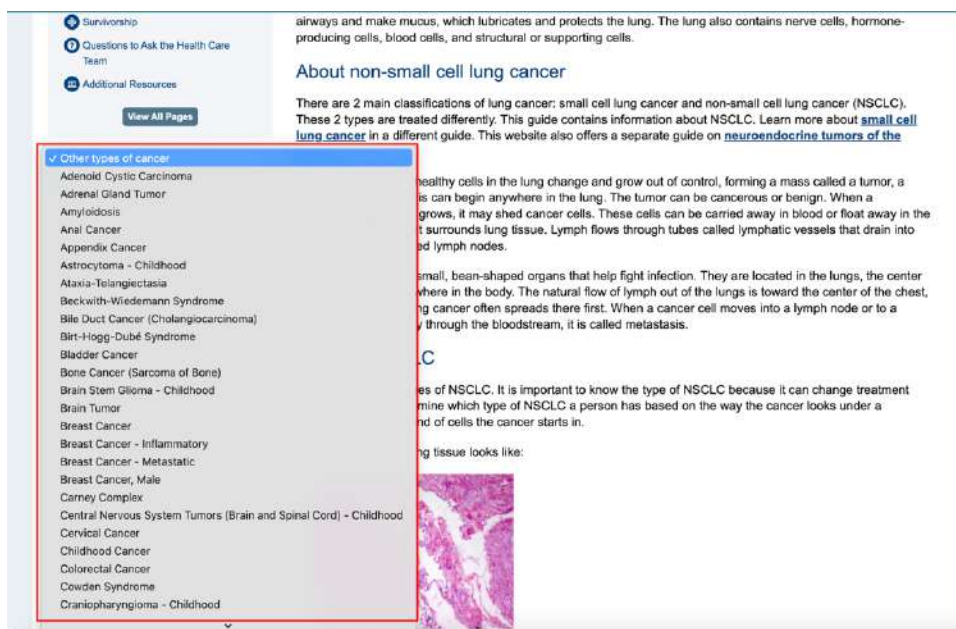 Survivorship
Questions to Ask the Health Care
Team
Additional Resources
View All Pages
airways and make mucus, which lubricates and protects the lung. The lung also contains nerve cells, hormone-
producing cells, blood cells, and structural or supporting cells.
About non-small cell lung cancer
There are 2 main classifications of lung cancer: small cell lung cancer and non-small cell lung cancer (NSCLC).
These 2 types are treated differently. This guide contains information about NSCLC. Learn more about small cell
lung cancer in a different guide. This website also offers a separate guide on neuroendocrine tumors of the
✓ Other types of cancer
Adenoid Cystic Carcinoma
Adrenal Gland Tumor
Amyloidosis
Anal Cancer
Appendix Cancer
Astrocytoma - Childhood
Ataxia-Telangiectasia
Beckwith-Wiedemann Syndrome
Bile Duct Cancer (Cholangiocarcinoma)
Birt-Hogg-Dubé Syndrome
Bladder Cancer
Bone Cancer (Sarcoma of Bone)
Brain Stem Glioma - Childhood
Brain Tumor
Breast Cancer
Breast Cancer - Inflammatory
Breast Cancer - Metastatic
Breast Cancer, Male
Carney Complex
Central Nervous System Tumors (Brain and Spinal Cord) - Childhood
Cervical Cancer
Childhood Cancer
Colorectal Cancer
Cowden Syndrome
Craniopharyngioma - Childhood
healthy cells in the lung change and grow out of control, forming a mass called a tumor, a
is can begin anywhere in the lung. The tumor can be cancerous or benign. When a
grows, it may shed cancer cells. These cells can be carried away in blood or float away in the
t surrounds lung tissue. Lymph flows through tubes called lymphatic vessels that drain into
ed lymph nodes.
small, bean-shaped organs that help fight infection. They are located in the lungs, the center
where in the body. The natural flow of lymph out of the lungs is toward the center of the chest,
ng cancer often spreads there first. When a cancer cell moves into a lymph node or to a
y through the bloodstream, it is called metastasis.
LC
es of NSCLC. It is important to know the type of NSCLC because it can change treatment
mine which type of NSCLC a person has based on the way the cancer looks under a
nd of cells the cancer starts in.
ng tissue looks like: